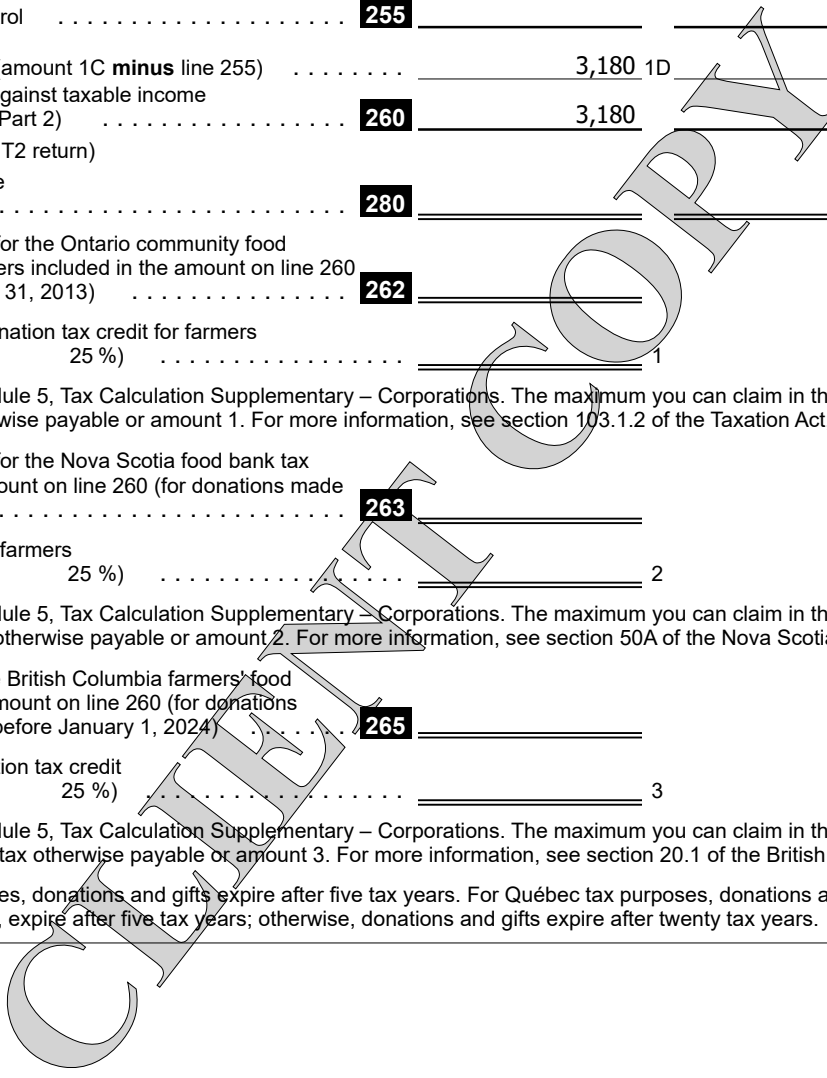 rol . . . . . . . . . . . . . . . . . . . . . . . . 255
(amount 1C minus line 255) . . . . . . . . 3,180 1D
gainst taxable income
Part 2) . . . . . . . . . . . . . . . . . . . . 260 3,180
T2 return)
e
. . . . . . . . . . . . . . . . . . . . . . . . . . . . . 280
for the Ontario community food
ers included in the amount on line 260
31, 2013) . . . . . . . . . . . . . . . . . . 262
nation tax credit for farmers
25 %) . . . . . . . . . . . . . . . . . . . . 1
dule 5, Tax Calculation Supplementary – Corporations. The maximum you can claim in th
wise payable or amount 1. For more information, see section 103.1.2 of the Taxation Act
for the Nova Scotia food bank tax
ount on line 260 (for donations made
. . . . . . . . . . . . . . . . . . . . . . . . . . . . . 263
farmers
25 %) . . . . . . . . . . . . . . . . . . . . 2
dule 5, Tax Calculation Supplementary – Corporations. The maximum you can claim in th
otherwise payable or amount 2. For more information, see section 50A of the Nova Scotia
British Columbia farmers' food
mount on line 260 (for donations
before January 1, 2024) . . . . . . . . 265
tion tax credit
25 %) . . . . . . . . . . . . . . . . . . . . . 3
dule 5, Tax Calculation Supplementary – Corporations. The maximum you can claim in th
tax otherwise payable or amount 3. For more information, see section 20.1 of the British
es, donations and gifts expire after five tax years. For Québec tax purposes, donations a
, expire after five tax years; otherwise, donations and gifts expire after twenty tax years.
CLIENT COPY